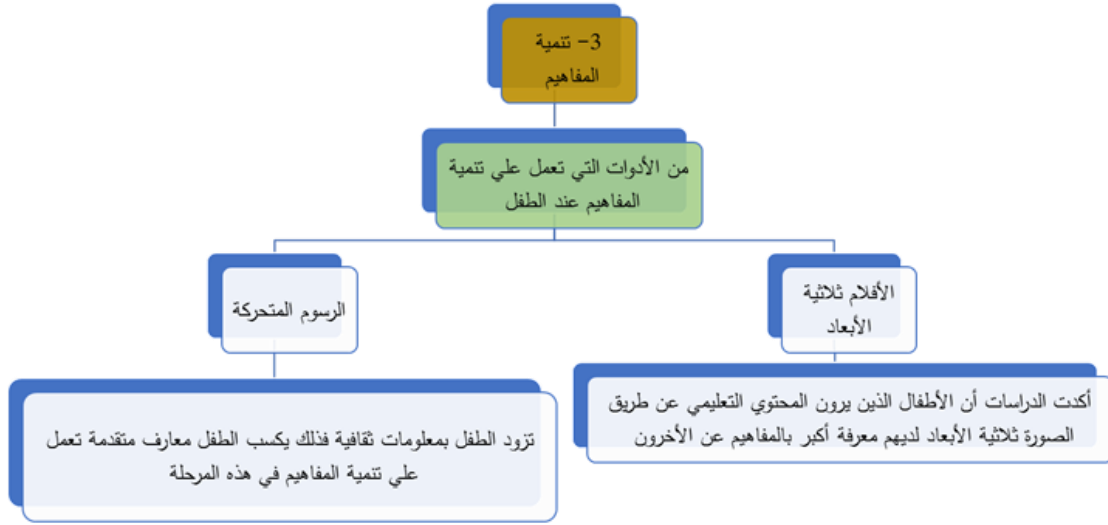 3- تنمية
المفاهيم
من الأدوات التي تعمل علي تنمية
المفاهيم عند الطفل
الأفلام ثلاثية
الأبعاد
الرسوم المتحركة
أكدت الدراسات أن الأطفال الذين يرون المحتوي التعليمي عن طريق
الصورة ثلاثية الأبعاد لديهم معرفة أكبر بالمفاهيم عن الأخرون
تزود الطفل بمعلومات ثقافية فذلك يكسب الطفل معارف متقدمة تعمل
علي تنمية المفاهيم في هذه المرحلة